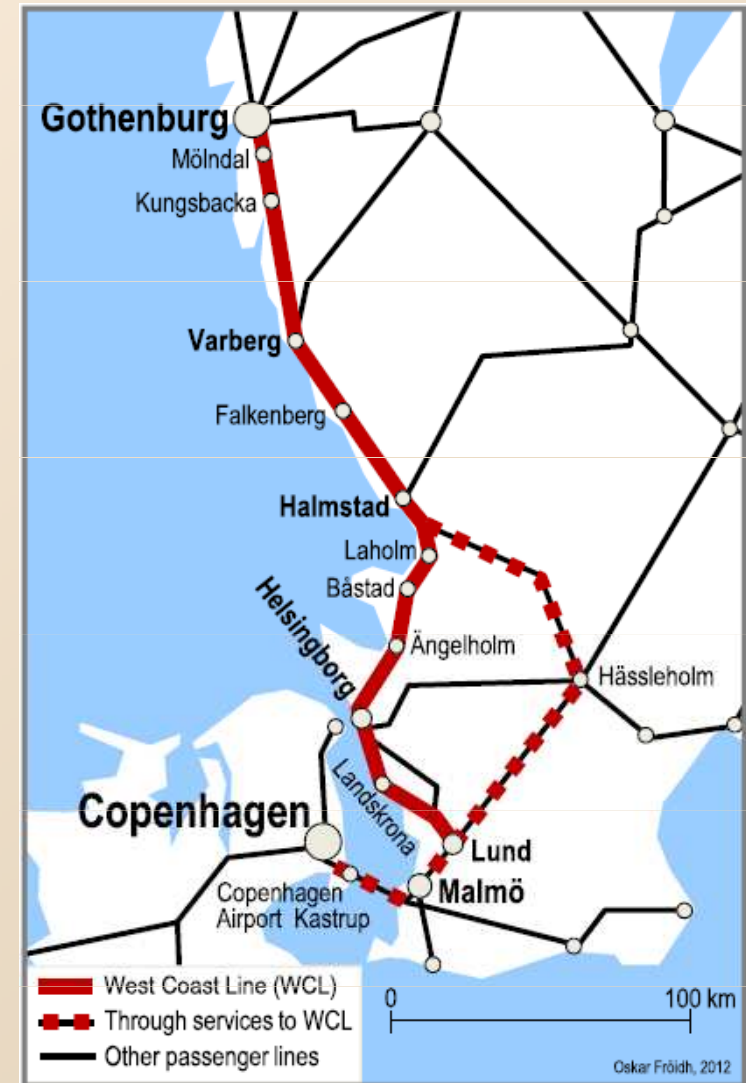 Gothenburg
Mölndal
Kungsbacka
Varberg
Falkenberg
Halmstad
Laholm
Båstad
Helsingborg
Ängelholm
Hässleholm
Landskrona
Copenhagen
Lund
Malmö
Copenhagen
Airport Kastrup
West Coast Line (WCL)
Through services to WCL
Other passenger lines
0 100 km
Oskar Fröidh, 2012